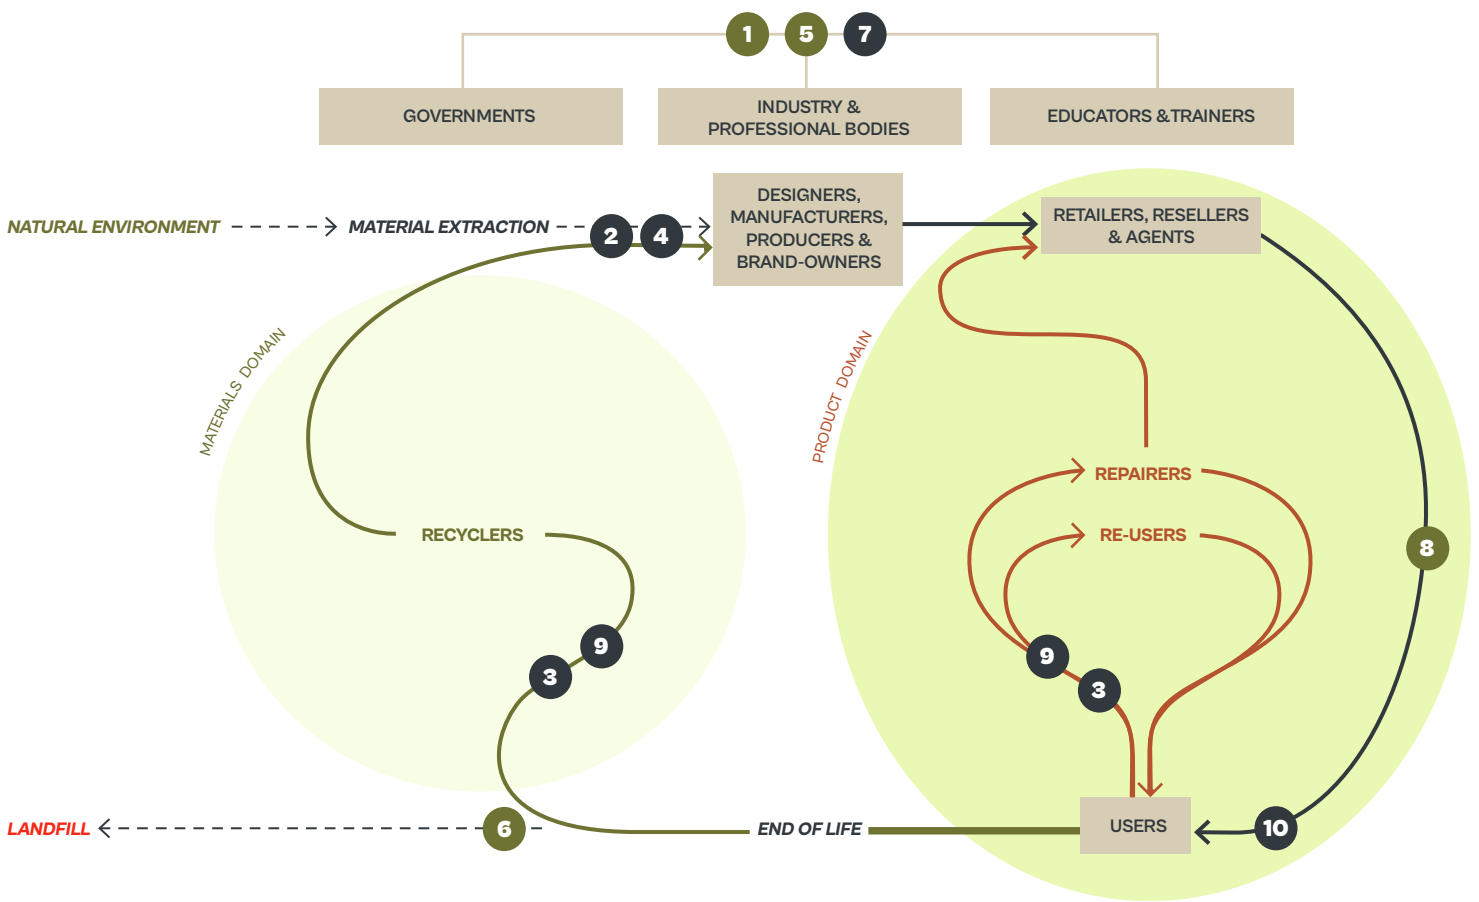 1 5 7
GOVERNMENTS
INDUSTRY &
PROFESSIONAL BODIES
EDUCATORS &TRAINERS
NATURAL ENVIRONMENT
MATERIAL EXTRACTION
2 4
DESIGNERS,
MANUFACTURERS,
PRODUCERS &
BRAND-OWNERS
RETAILERS, RESELLERS
& AGENTS
MATERIALS DOMAIN
PRODUCT DOMAIN
REPAIRERS
RECYCLERS
RE-USERS
8
9
3
9
3
LANDFILL
6
END OF LIFE
USERS
10